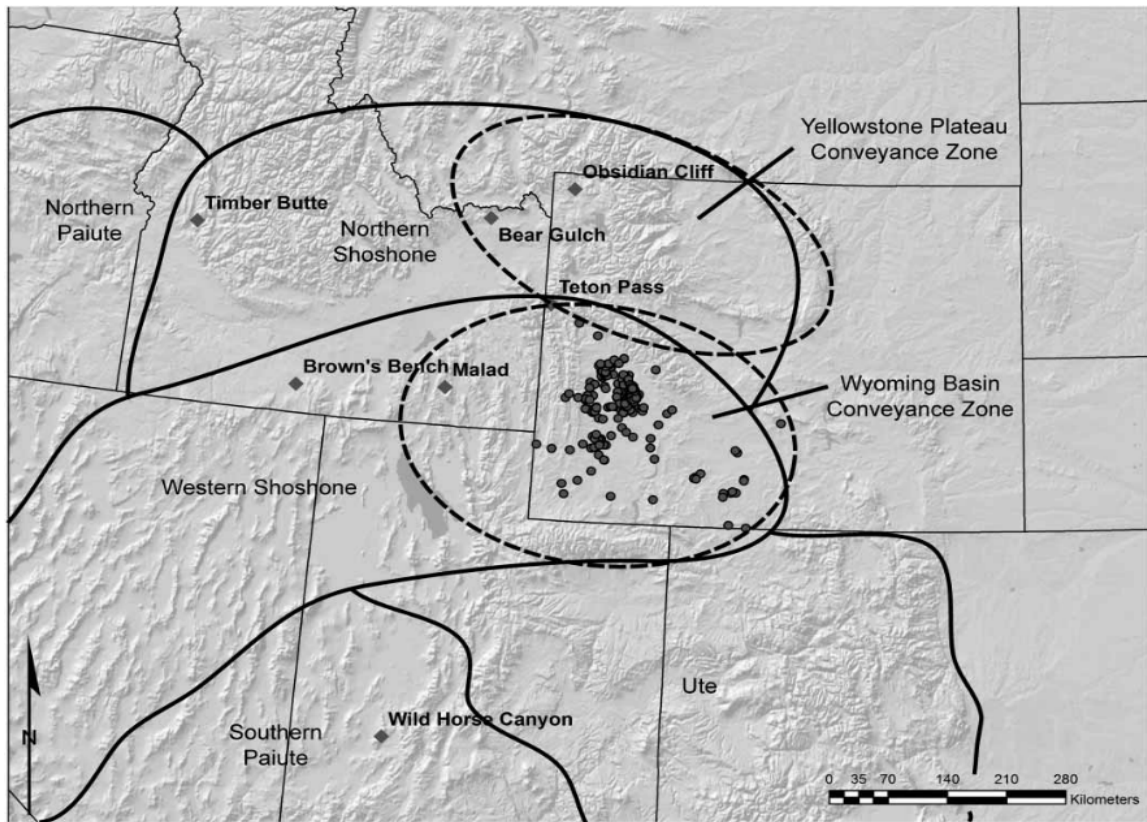 Yellowstone Plateau
Conveyance Zone
Obsidian Cliff
Northern
Paiute
Timber Butte
Northern
Shoshone
Bear Gulch
Teton Pass
Brown's Bench
Malad
Wyoming Basin
Conveyance Zone
Western Shoshone
Ute
Wild Horse Canyon
Southern
Paiute
N
0 35 70 140 210 280
Kilometers